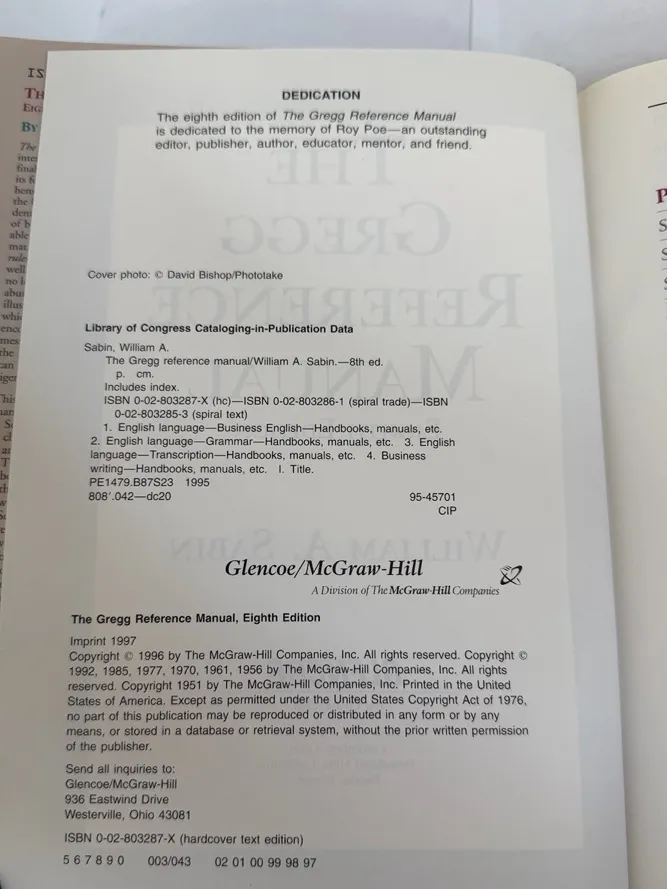 DEDICATION
The eighth edition of The Gregg Reference Manual
is dedicated to the memory of Roy Poe—an outstanding
editor, publisher, author, educator, mentor, and friend.
Cover photo: © David Bishop/Phototake
Library of Congress Cataloging-in-Publication Data
Sabin, William A.
The Gregg reference manual/William A. Sabin.—8th ed.
p. cm.
Includes index.
ISBN 0-02-803287-X (hc)—ISBN 0-02-803286-1 (spiral trade)—ISBN
0-02-803285-3 (spiral text)
1. English language—Business English—Handbooks, manuals, etc.
2. English language—Grammar—Handbooks, manuals, etc. 3. English
language—Transcription—Handbooks, manuals, etc. 4. Business
writing—Handbooks, manuals, etc. I. Title.
PE1479.B87S23 1995
808'.042—dc20 95-45701
CIP
Glencoe/McGraw-Hill
A Division of The McGraw-Hill Companies
The Gregg Reference Manual, Eighth Edition
Imprint 1997
Copyright © 1996 by The McGraw-Hill Companies, Inc. All rights reserved. Copyright ©
1992, 1985, 1977, 1970, 1961, 1956 by The McGraw-Hill Companies, Inc. All rights
reserved. Copyright 1951 by The McGraw-Hill Companies, Inc. Printed in the United
States of America. Except as permitted under the United States Copyright Act of 1976,
no part of this publication may be reproduced or distributed in any form or by any
means, or stored in a database or retrieval system, without the prior written permission
of the publisher.
Send all inquiries to:
Glencoe/McGraw-Hill
936 Eastwind Drive
Westerville, Ohio 43081
ISBN 0-02-803287-X (hardcover text edition)
5 6 7 8 9 0 003/043 02 01 00 99 98 97